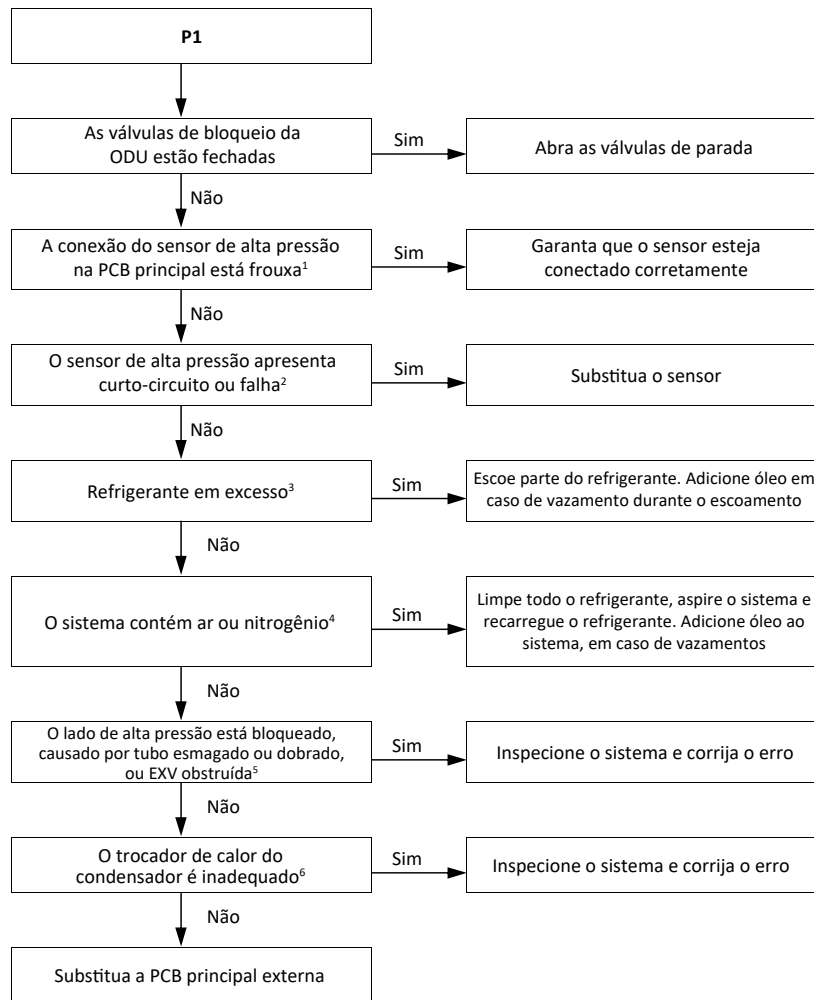 P1
As válvulas de bloqueio da
ODU estão fechadas
Sim
Abra as válvulas de parada
Não
A conexão do sensor de alta pressão
na PCB principal está frouxa¹
Sim
Garanta que o sensor esteja
conectado corretamente
Não
O sensor de alta pressão apresenta
curto-circuito ou falha²
Sim
Substitua o sensor
Não
Refrigerante em excesso³
Sim
Escoe parte do refrigerante. Adicione óleo em
caso de vazamento durante o escoamento
Não
O sistema contém ar ou nitrogênio⁴
Sim
Limpe todo o refrigerante, aspire o sistema e
recarregue o refrigerante. Adicione óleo ao
sistema, em caso de vazamentos
Não
O lado de alta pressão está bloqueado,
causado por tubo esmagado ou dobrado,
ou EXV obstruída⁵
Sim
Inspecione o sistema e corrija o erro
Não
O trocador de calor do
condensador é inadequado⁶
Sim
Inspecione o sistema e corrija o erro
Não
Substitua a PCB principal externa